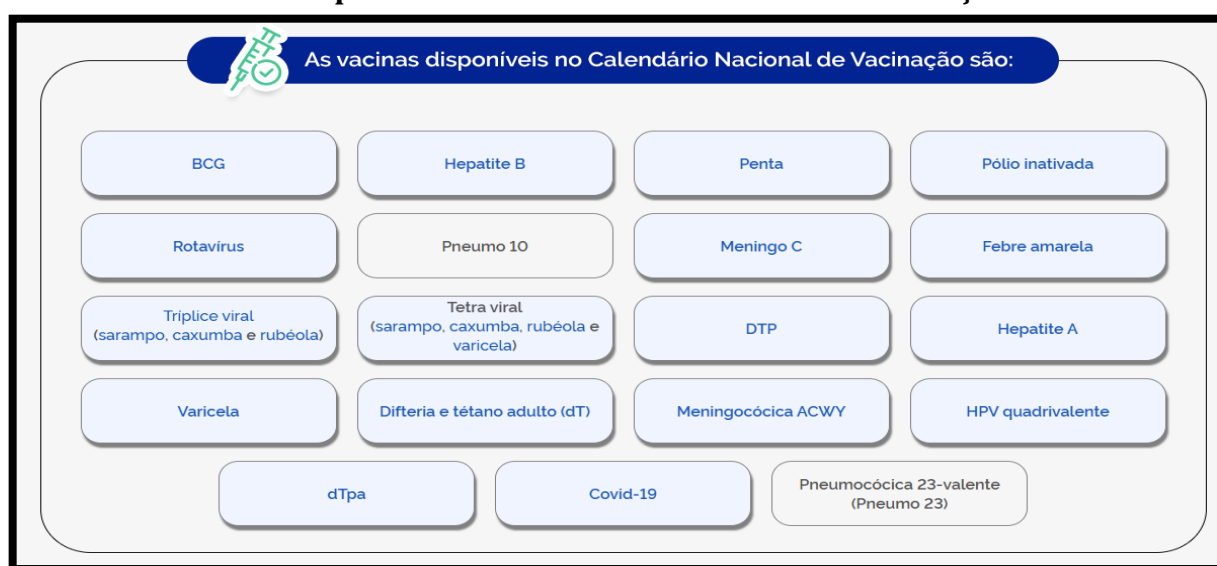 As vacinas disponíveis no Calendário Nacional de Vacinação são:
BCG
Hepatite B
Penta
Pólio inativada
Rotavírus
Pneumo 10
Meningo C
Febre amarela
Tríplice viral
(sarampo, caxumba e rubéola)
Tetra viral
(sarampo, caxumba, rubéola e
varicela)
DTP
Hepatite A
Varicela
Difteria e tétano adulto (dT)
Meningocócica ACWY
HPV quadrivalente
dTpa
Covid-19
Pneumocócica 23-valente
(Pneumo 23)